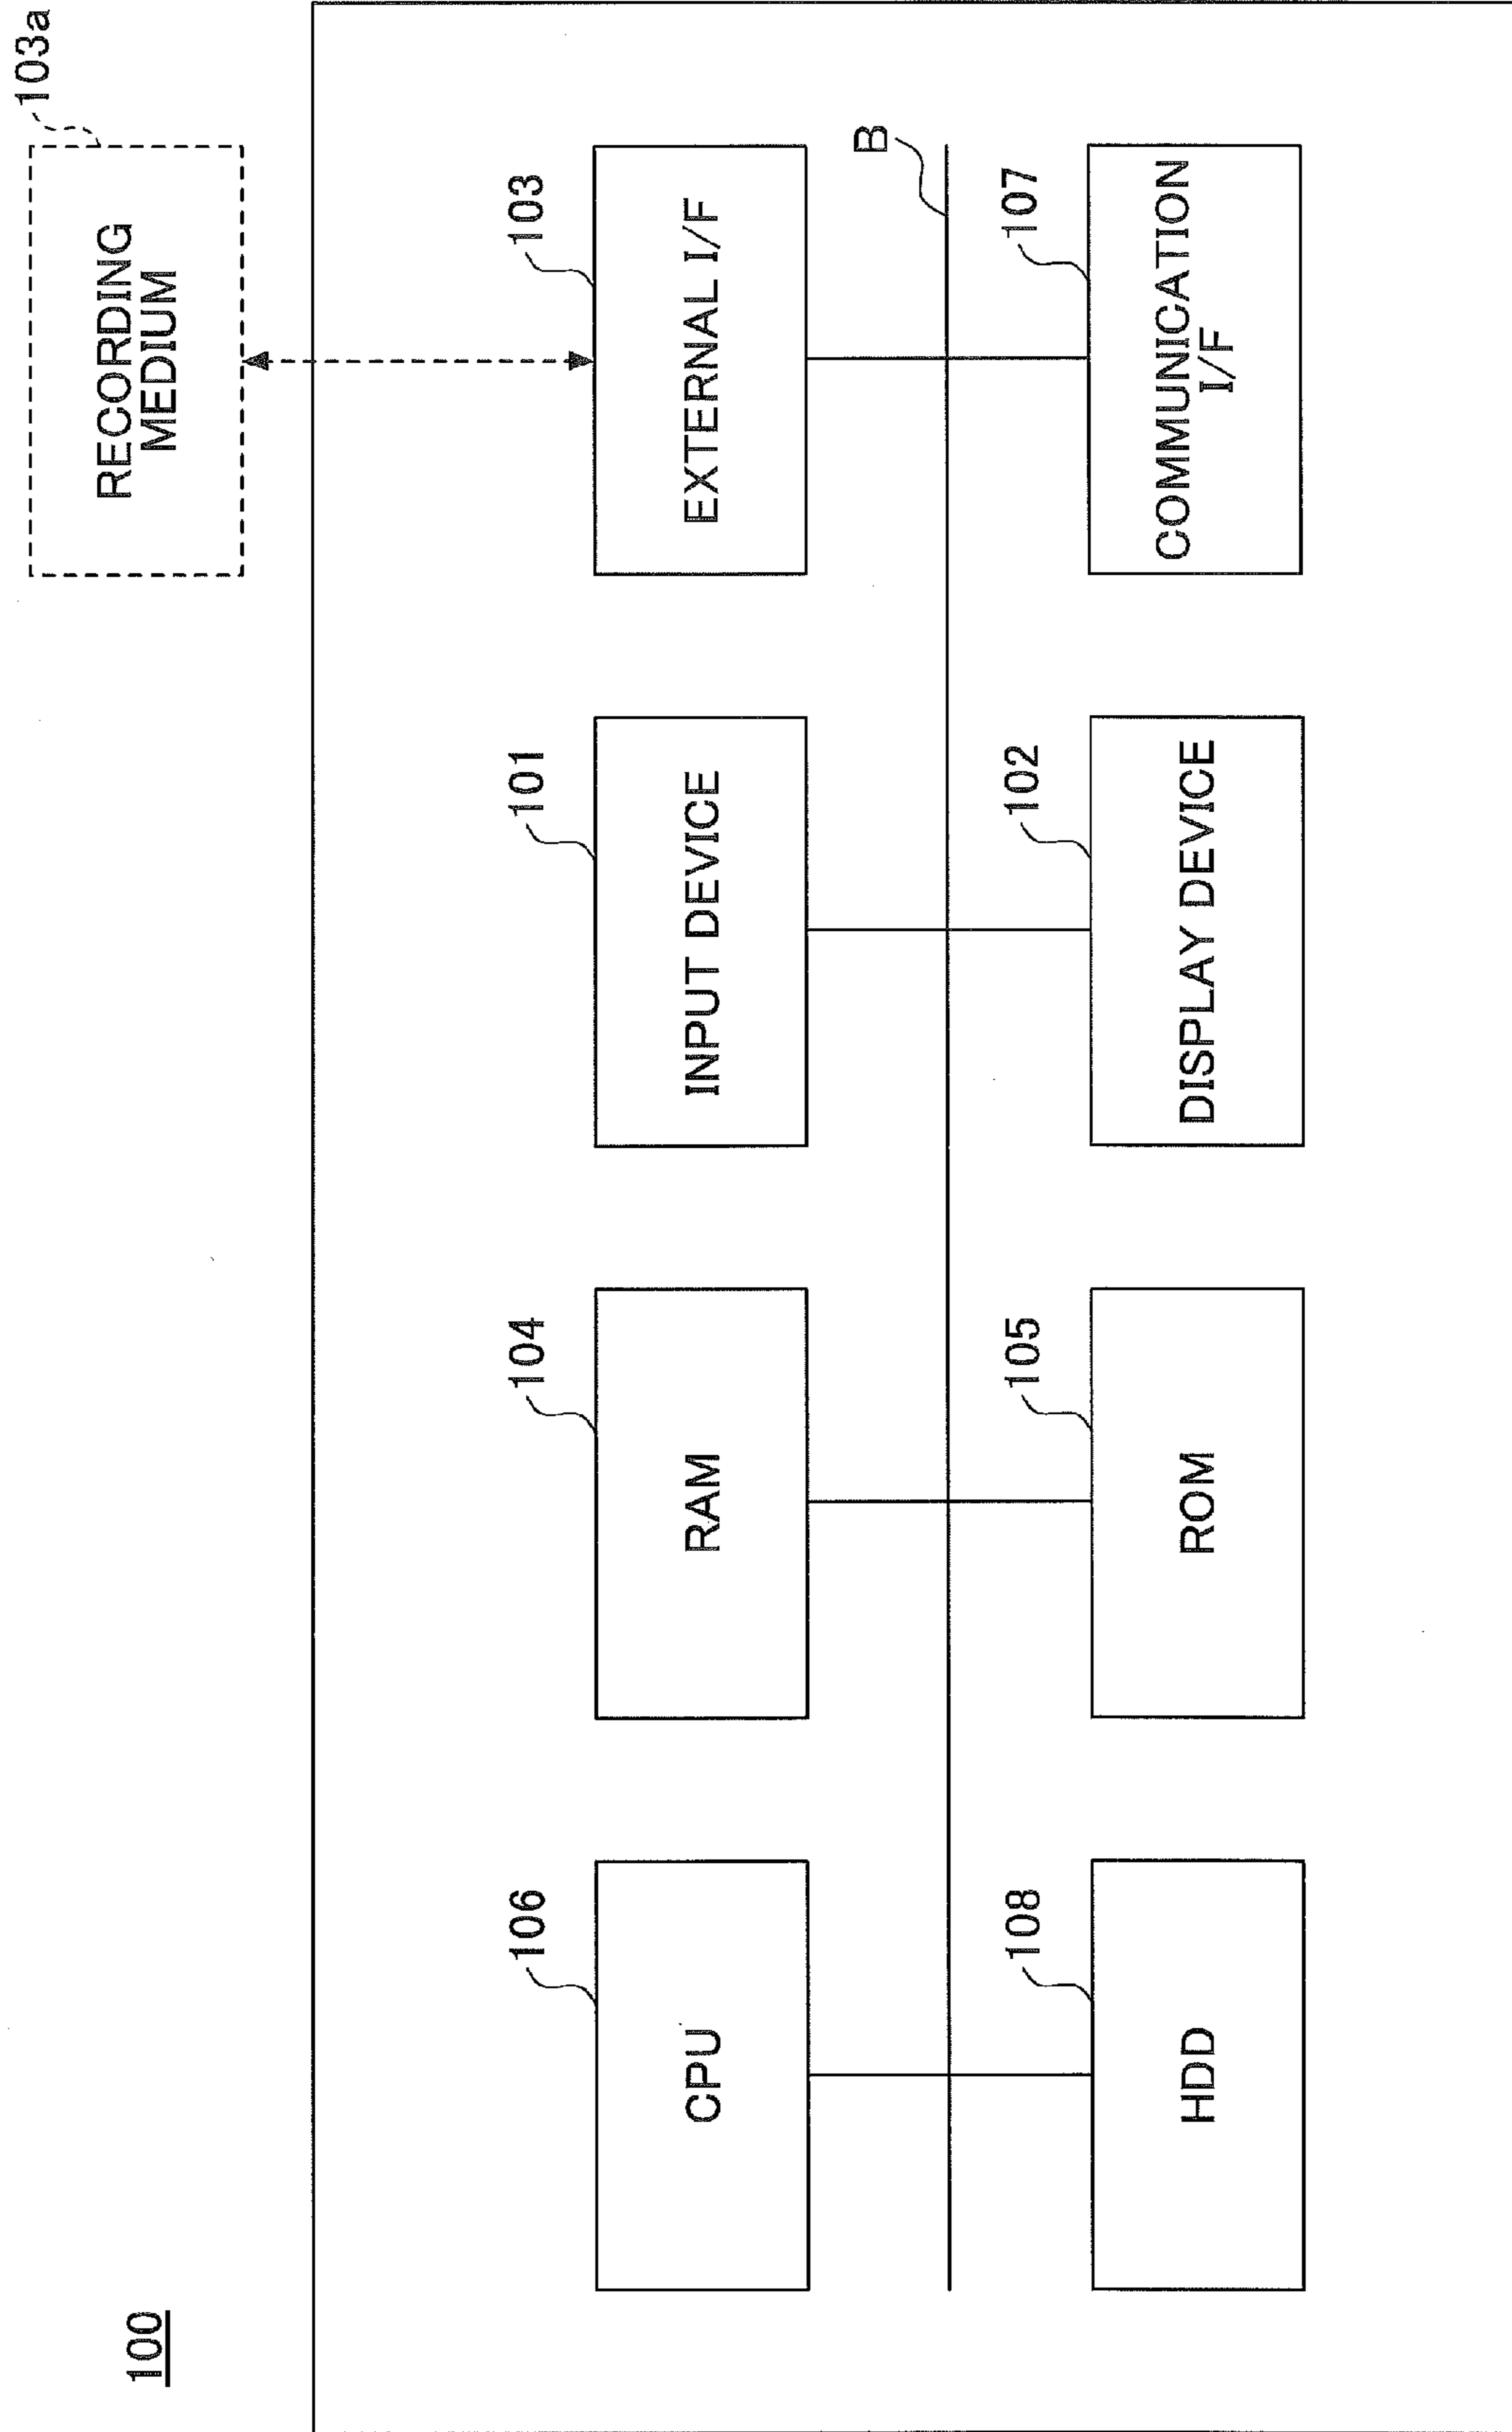 100
103a
RECORDING
MEDIUM
106
104
101
103
CPU
RAM
INPUT DEVICE
EXTERNAL I/F
B
108
105
102
107
HDD
ROM
DISPLAY DEVICE
COMMUNICATION
I/F